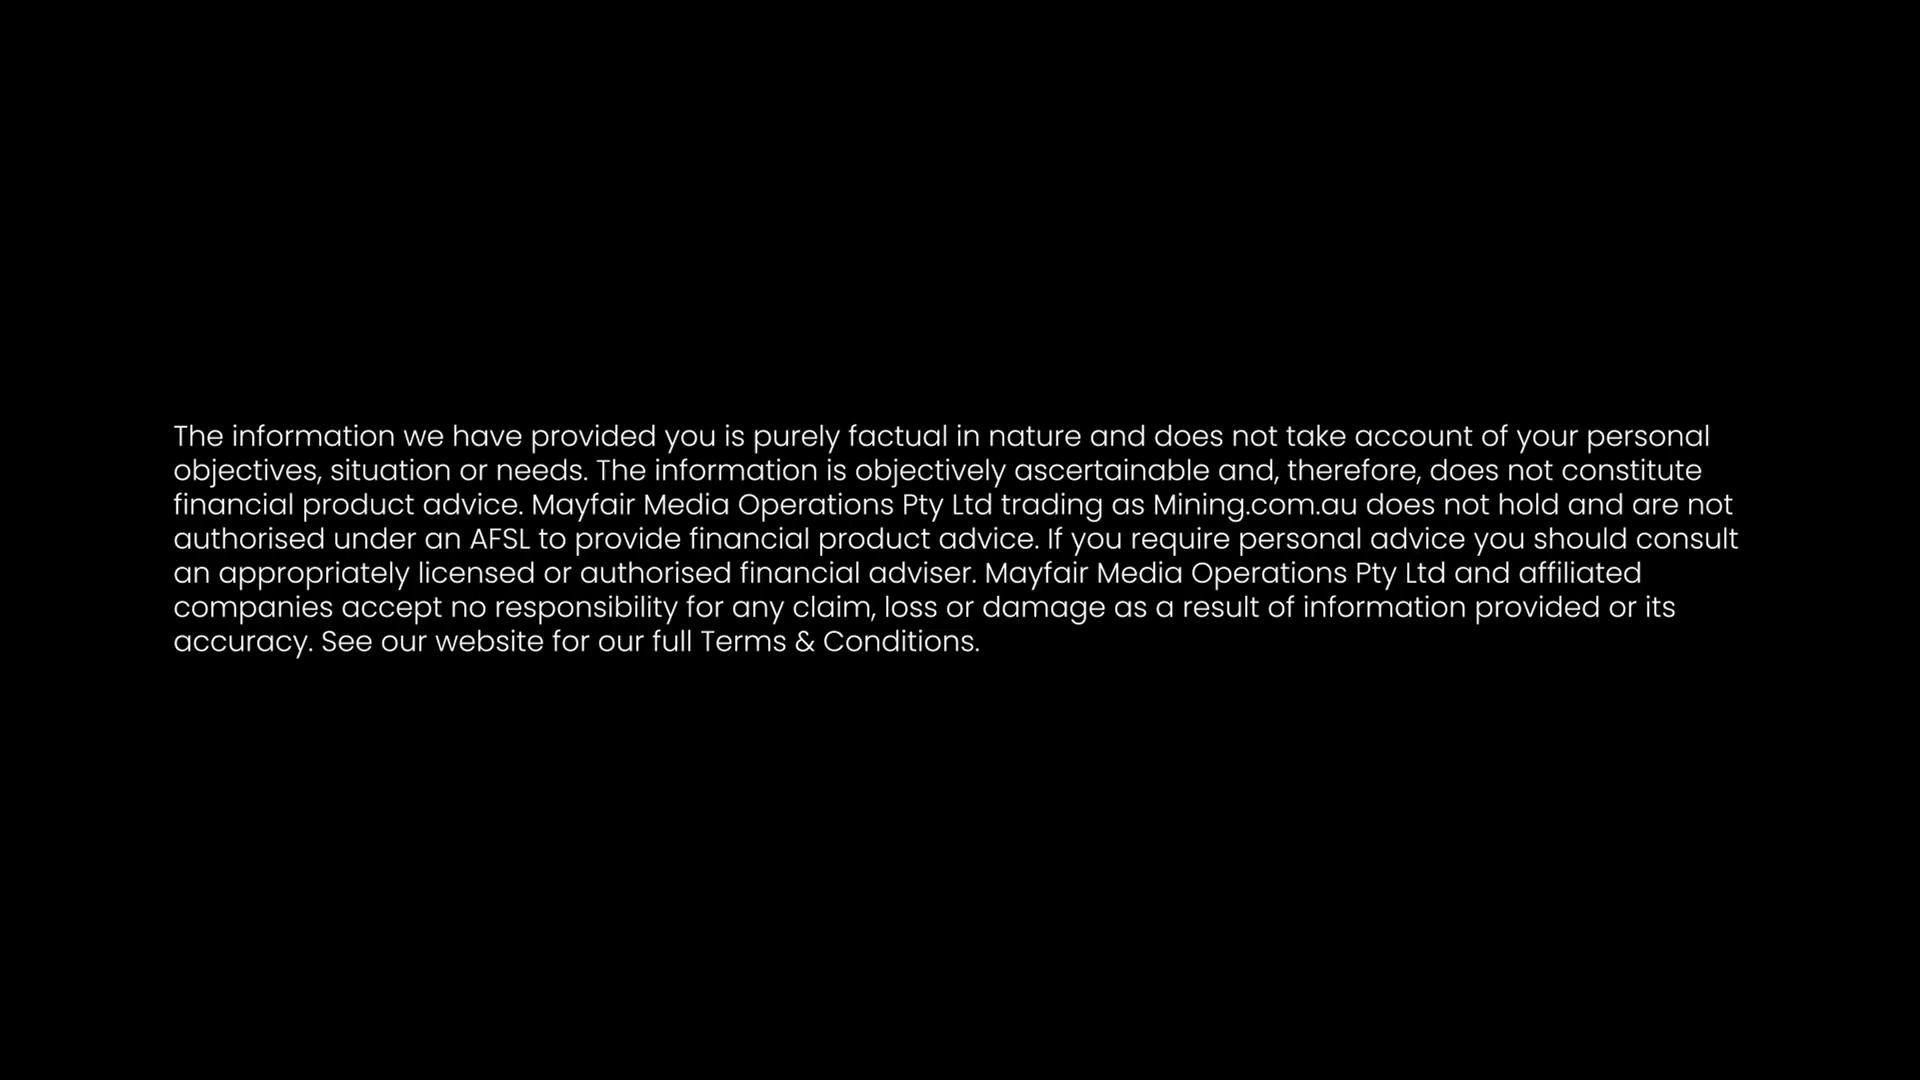 The information we have provided you is purely factual in nature and does not take account of your personal
objectives, situation or needs. The information is objectively ascertainable and, therefore, does not constitute
financial product advice. Mayfair Media Operations Pty Ltd trading as Mining.com.au does not hold and are not
authorised under an AFSL to provide financial product advice. If you require personal advice you should consult
an appropriately licensed or authorised financial adviser. Mayfair Media Operations Pty Ltd and affiliated
companies accept no responsibility for any claim, loss or damage as a result of information provided or its
accuracy. See our website for our full Terms & Conditions.